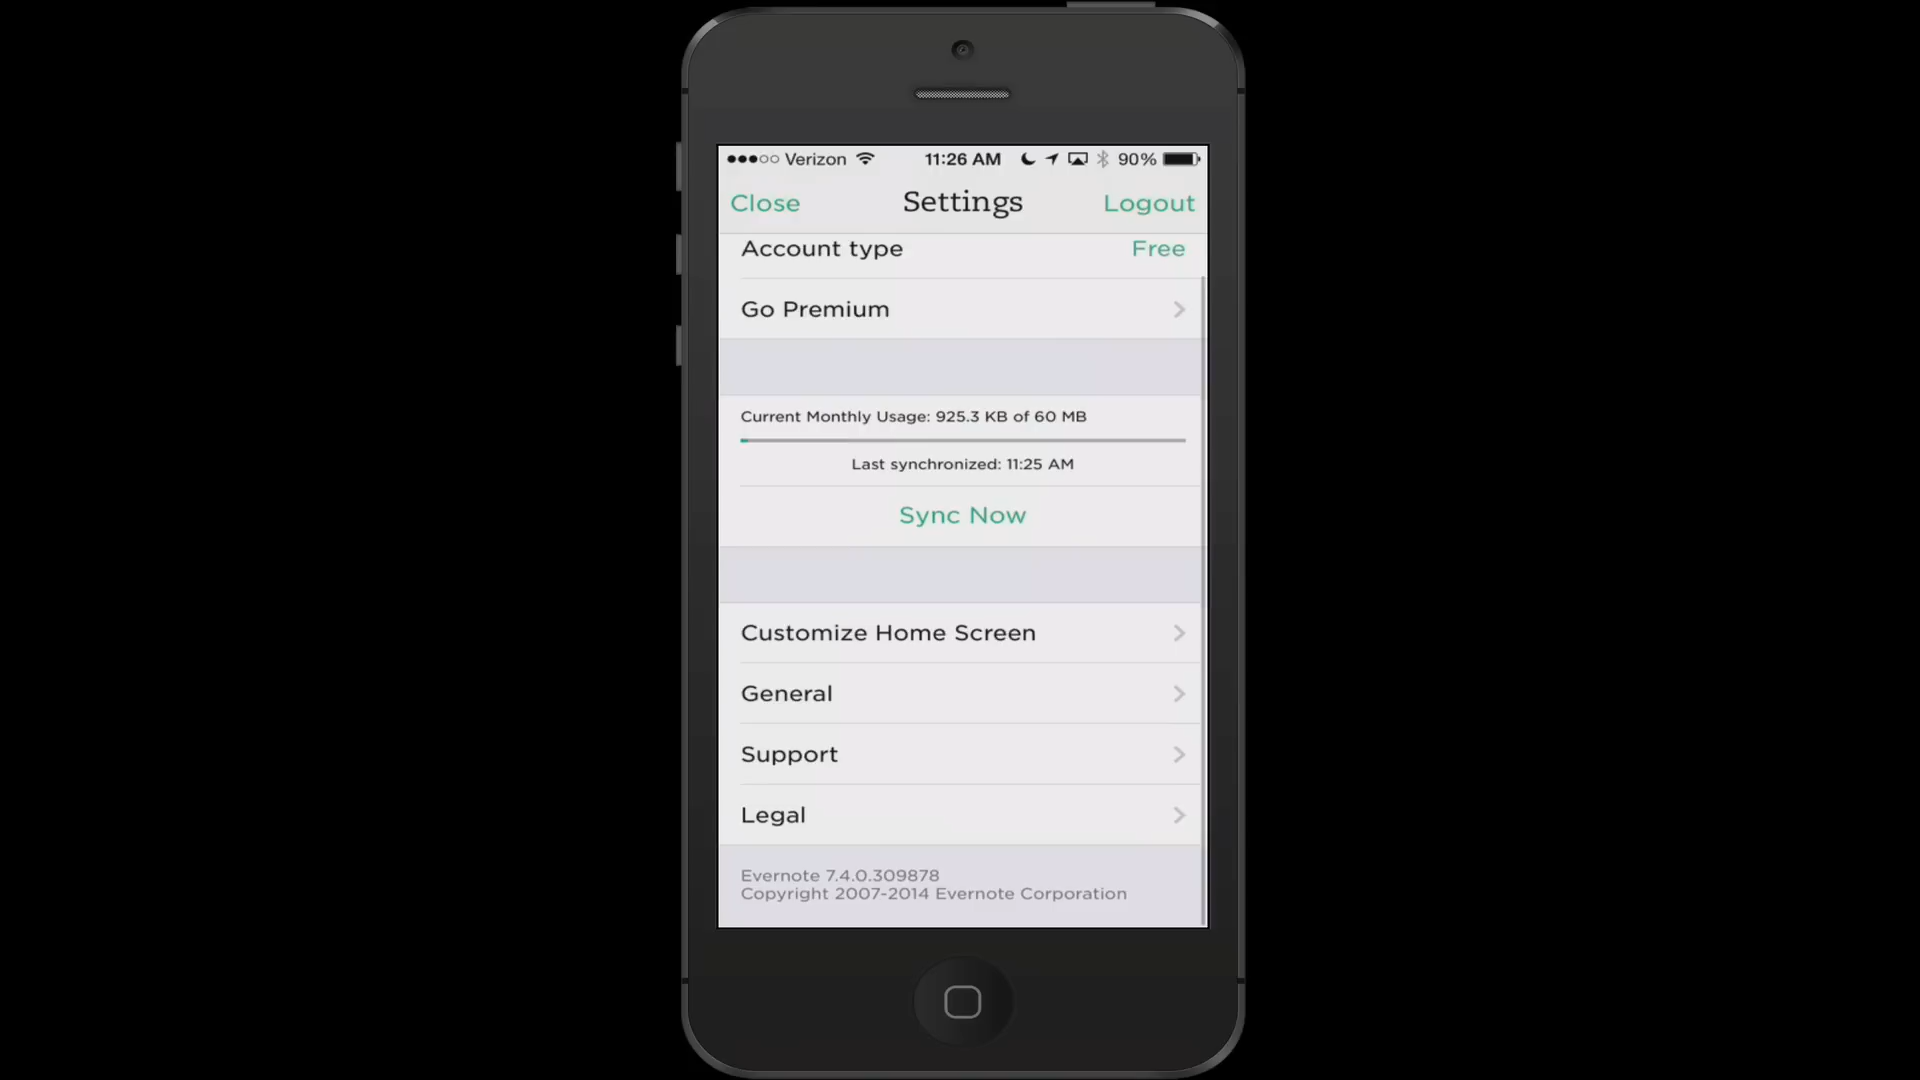 Verizon 11:26 AM 90%
Close Settings Logout
Account type Free
Go Premium
Current Monthly Usage: 925.3 KB of 60 MB
Last synchronized: 11:25 AM
Sync Now
Customize Home Screen
General
Support
Legal
Evernote 7.4.0.309878
Copyright 2007-2014 Evernote Corporation